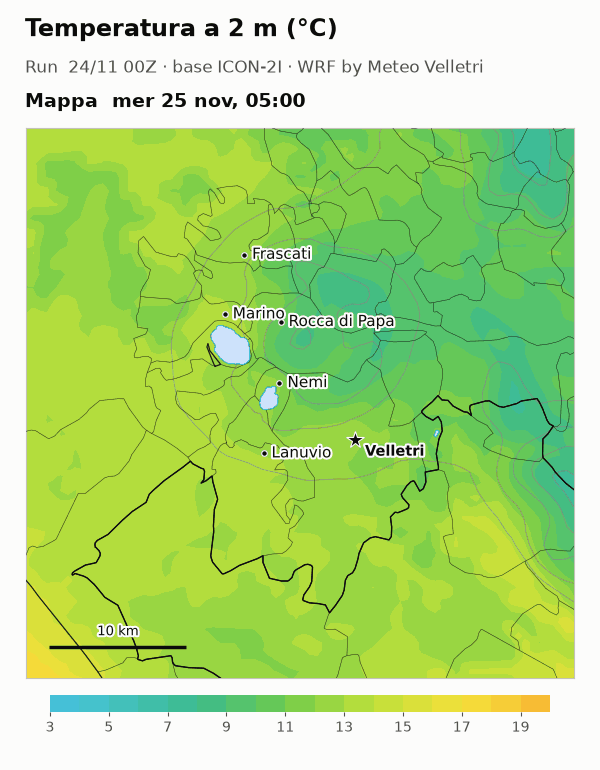 Temperatura a 2 m (°C)
Run  24/11 00Z · base ICON-2I · WRF by Meteo Velletri
Mappa  mer 25 nov, 05:00
Frascati
Marino
Rocca di Papa
Nemi
Velletri
Lanuvio
10 km
3 5 7 9 11 13 15 17 19